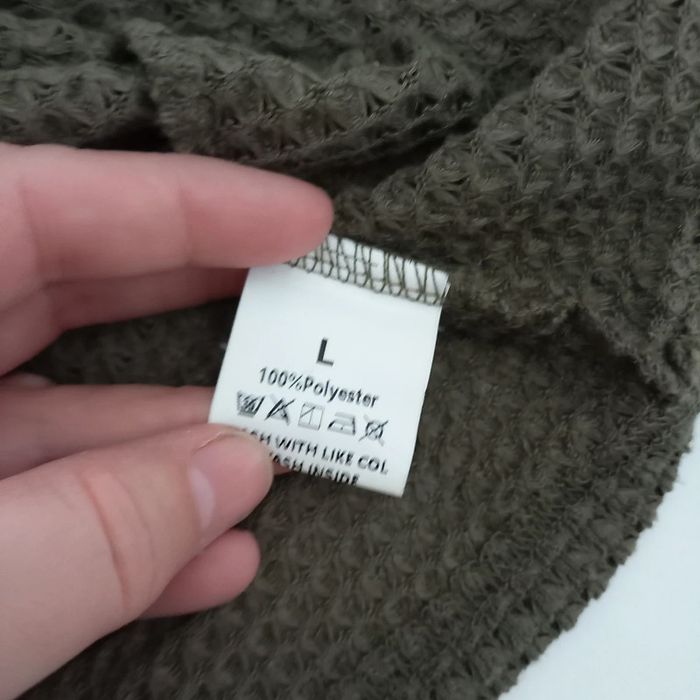 L
100%Polyester
WITH LIKE COL
INSIDE